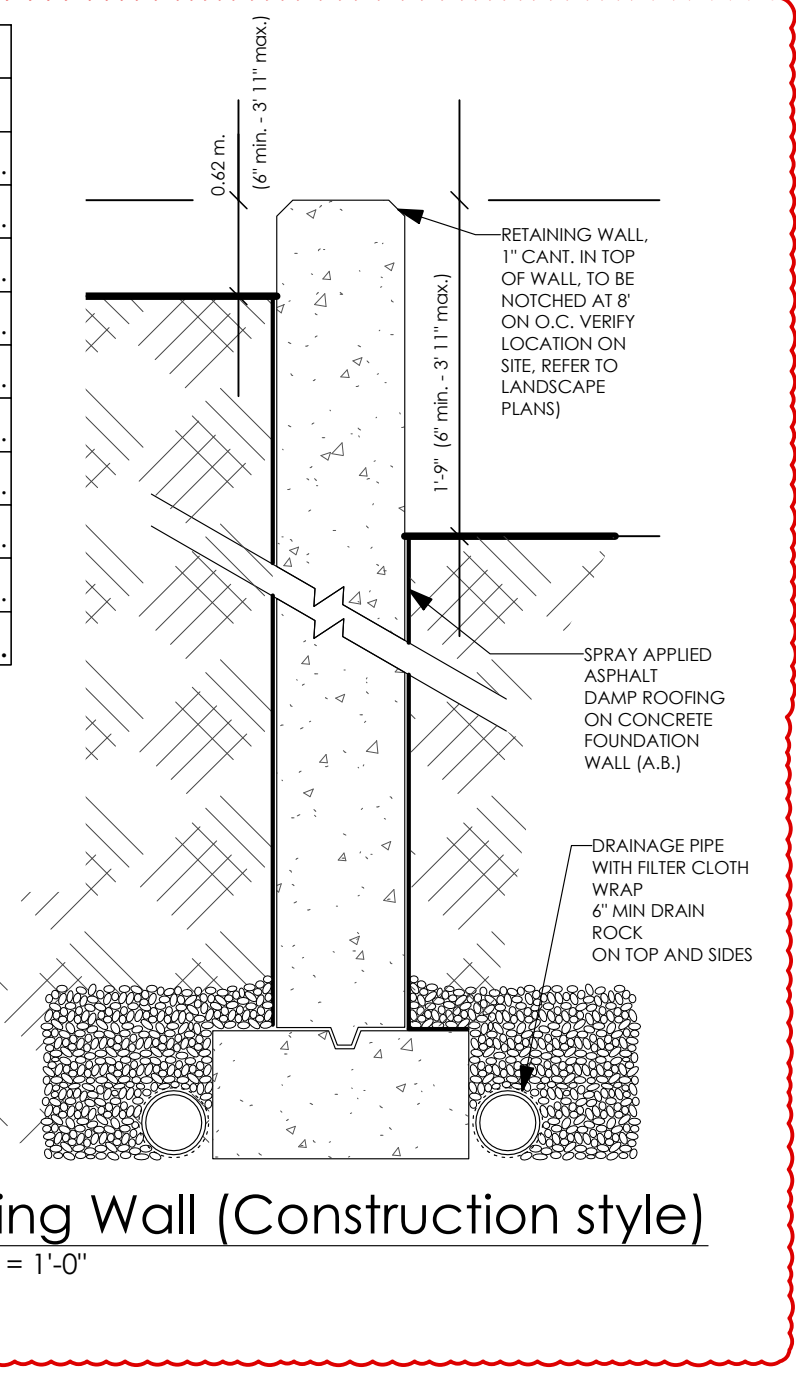 0.62 m.
(6" min. - 3' 11" max.)
RETAINING WALL,
1" CANT. IN TOP
OF WALL, TO BE
NOTCHED AT 8'
ON O.C. VERIFY
LOCATION ON
SITE, REFER TO
LANDSCAPE
PLANS)
1'-9" (6" min. - 3' 11" max.)
SPRAY APPLIED
ASPHALT
DAMP ROOFING
ON CONCRETE
FOUNDATION
WALL (A.B.)
DRAINAGE PIPE
WITH FILTER CLOTH
WRAP
6" MIN DRAIN
ROCK
ON TOP AND SIDES
ing Wall (Construction style)
= 1'-0"